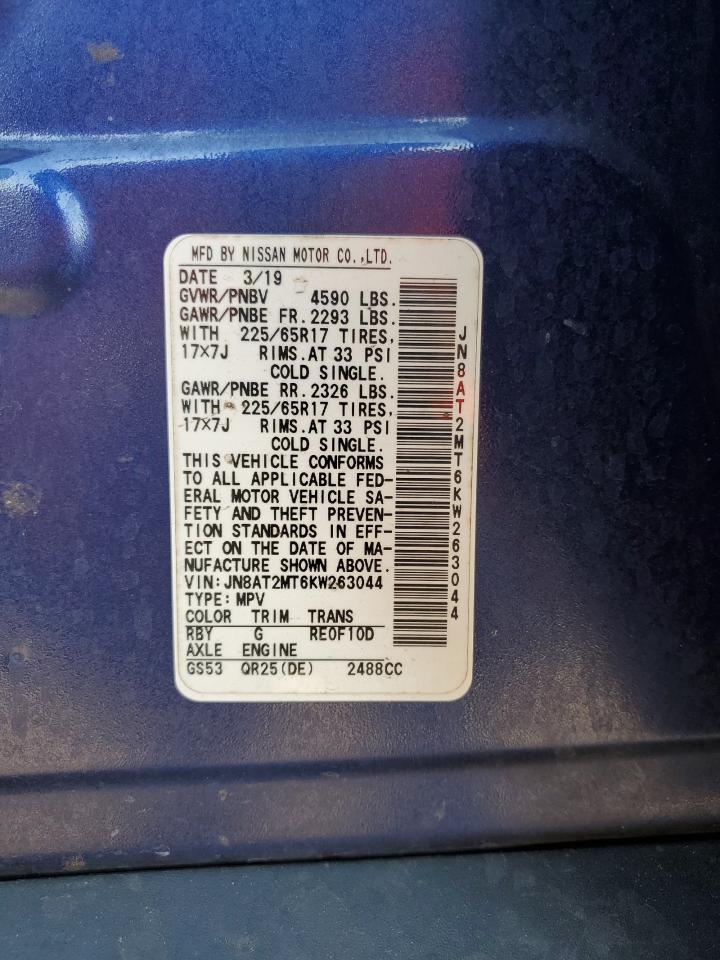 MFD BY NISSAN MOTOR CO.,LTD.
DATE 3/19
GVWR/PNBV 4590 LBS.
GAWR/PNBE FR.2293 LBS.
WITH 225/65R17 TIRES,
17×7J RIMS.AT 33 PSI
COLD SINGLE.
GAWR/PNBE RR.2326 LBS.
WITH 225/65R17 TIRES,
17×7J RIMS.AT 33 PSI
COLD SINGLE.
THIS VEHICLE CONFORMS
TO ALL APPLICABLE FED-
ERAL MOTOR VEHICLE SA-
FETY AND THEFT PREVEN-
TION STANDARDS IN EFF-
ECT ON THE DATE OF MA-
NUFACTURE SHOWN ABOVE.
VIN:JN8AT2MT6KW263044
TYPE:MPV
COLOR TRIM TRANS
RBY G RE0F10D
AXLE ENGINE
GS53 QR25(DE) 2488CC
JN8AT2MT6KW263044